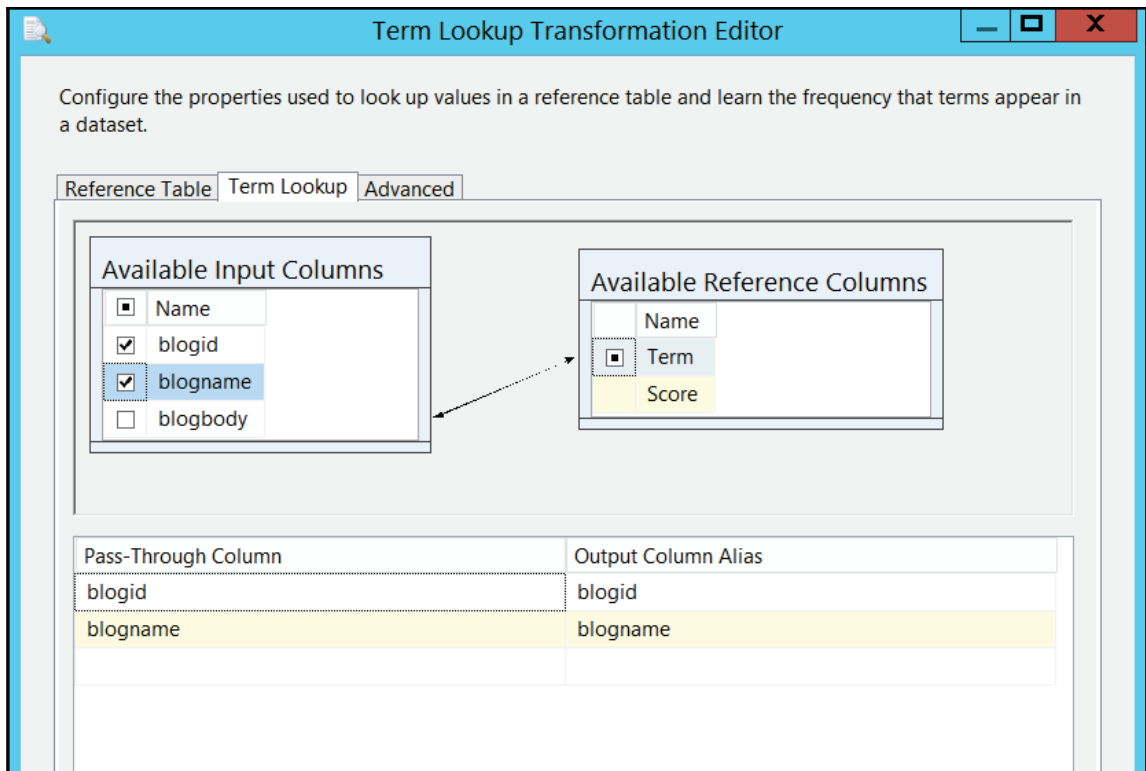 Term Lookup Transformation Editor
Configure the properties used to look up values in a reference table and learn the frequency that terms appear in
a dataset.
Reference Table Term Lookup Advanced
Available Input Columns
Name
blogid
blogname
blogbody
Available Reference Columns
Name
Term
Score
Pass-Through Column Output Column Alias
blogid blogid
blogname blogname